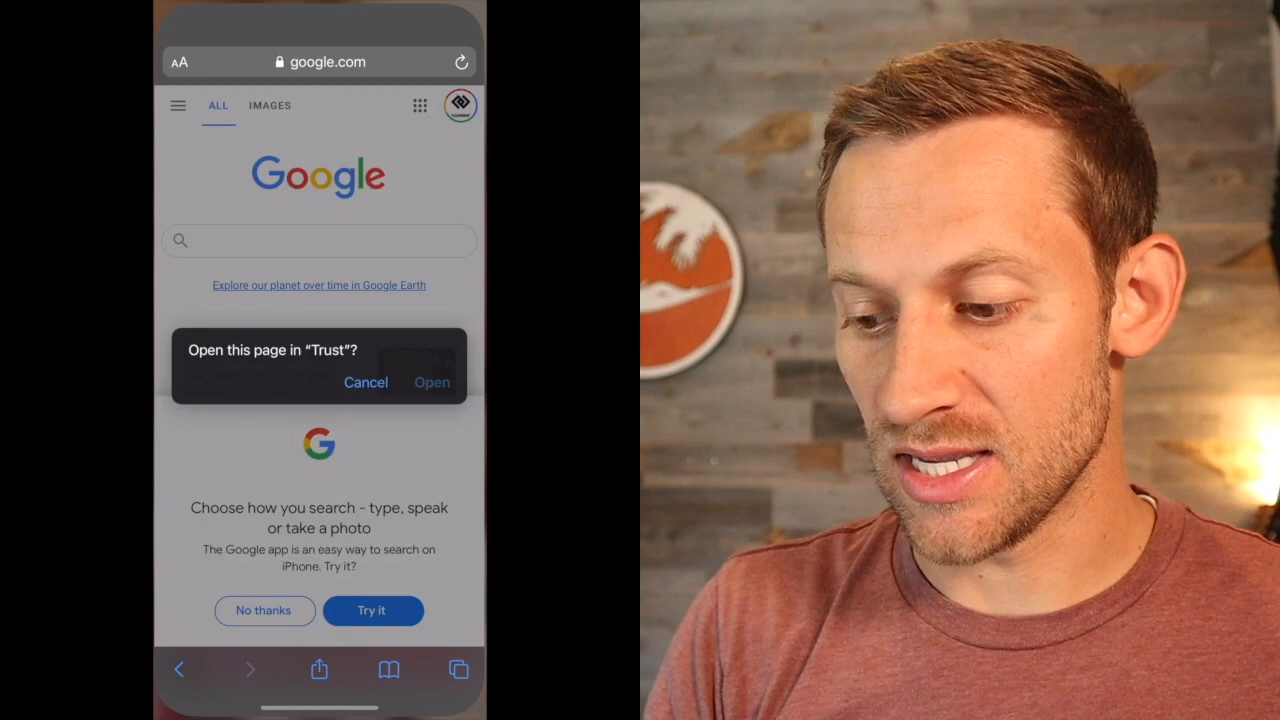 AA
google.com
ALL
IMAGES
Google
Explore our planet over time in Google Earth
Open this page in “Trust”?
Cancel
Open
G
Choose how you search - type, speak
or take a photo
The Google app is an easy way to search on
iPhone. Try it?
No thanks
Try it